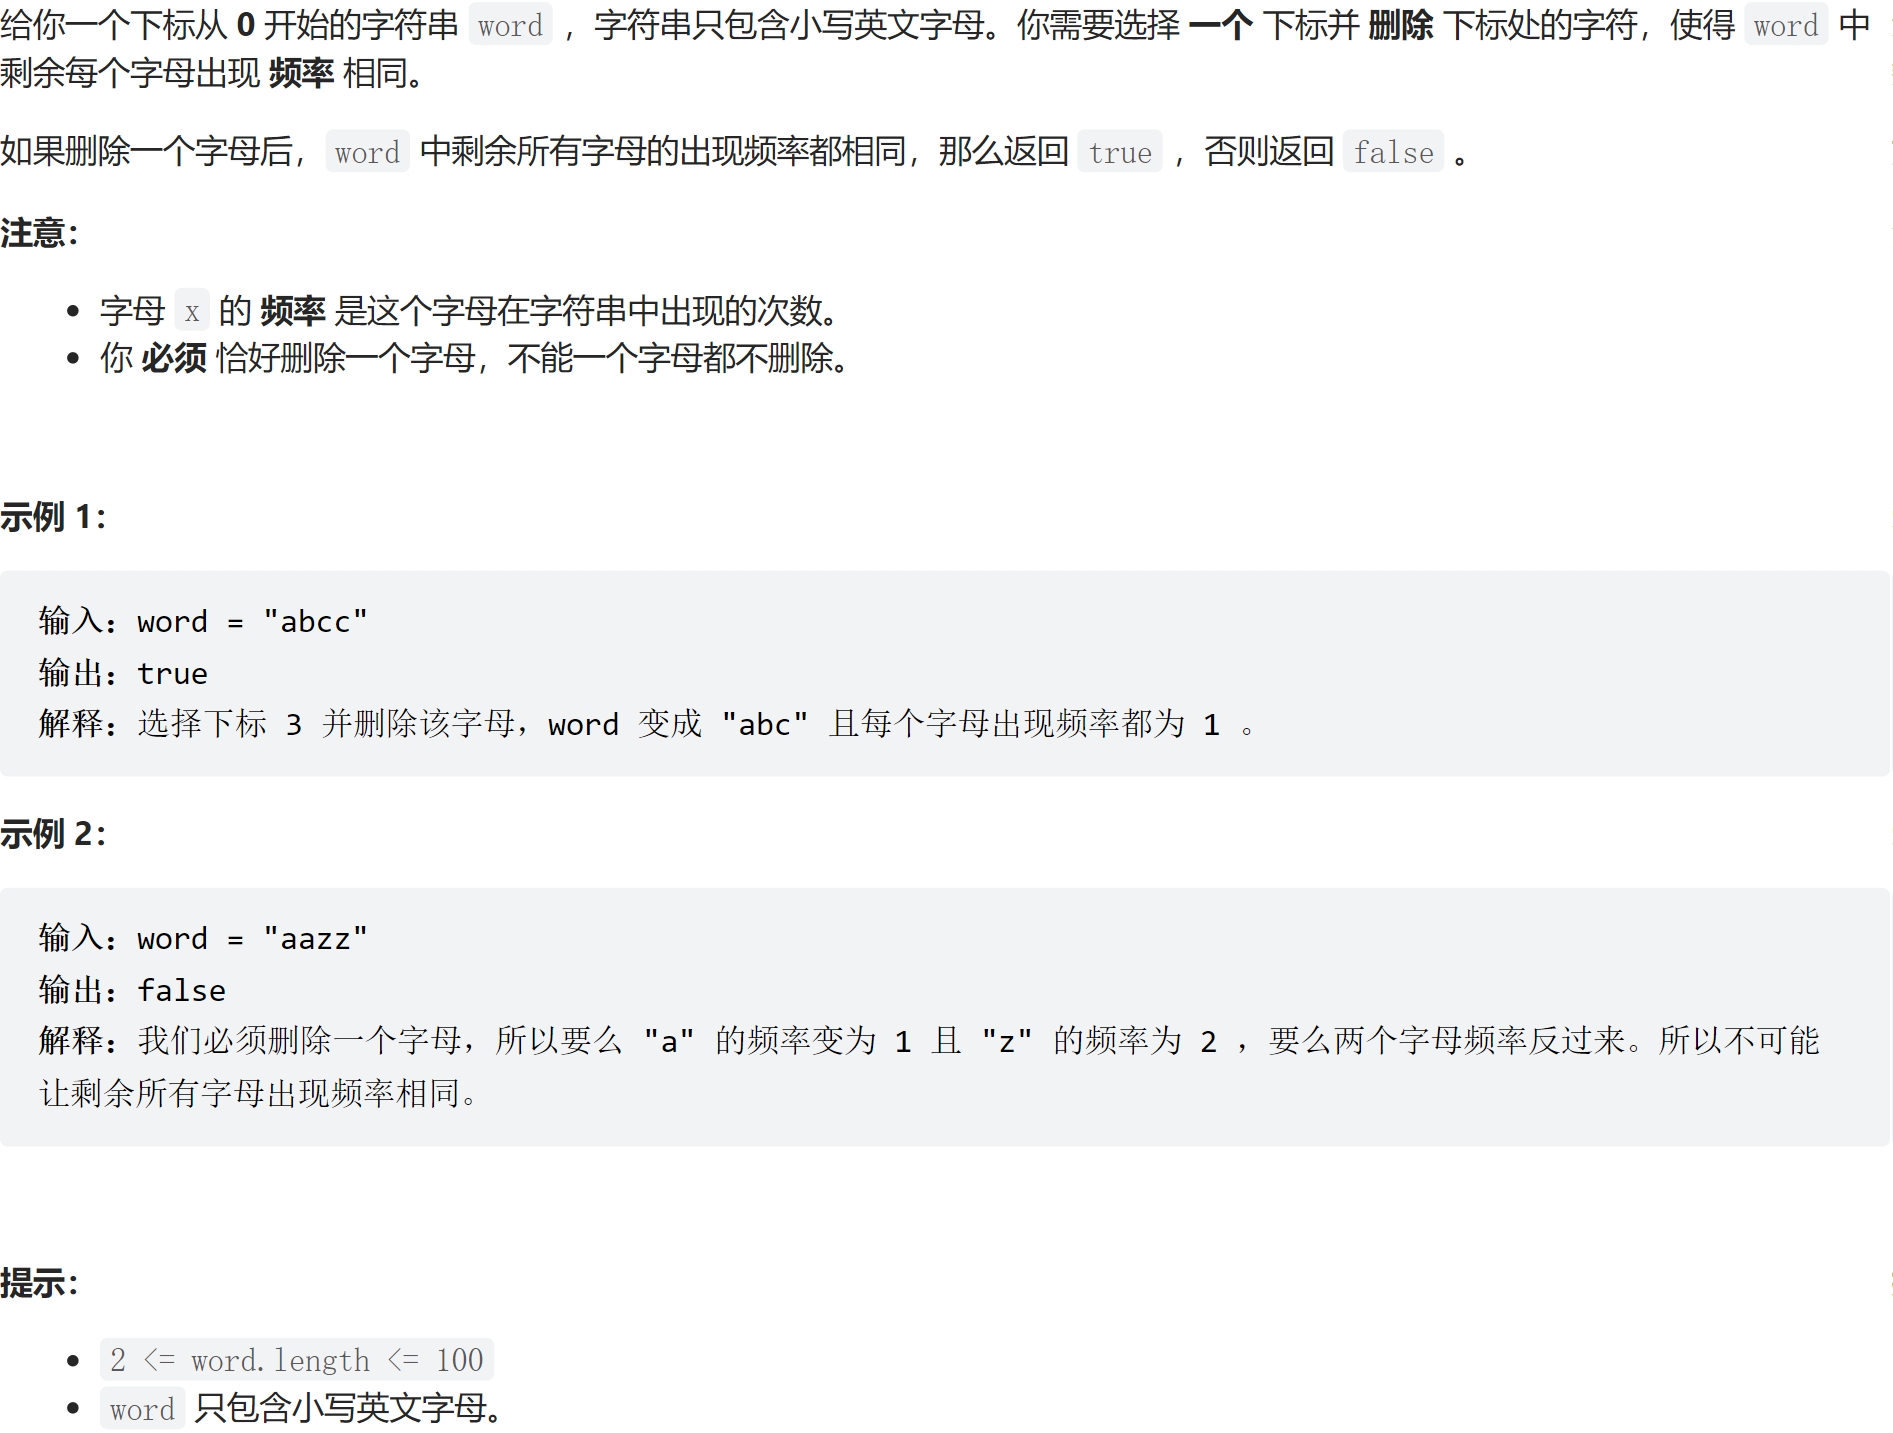 给你一个下标从 0 开始的字符串 word ，字符串只包含小写英文字母。你需要选择 一个 下标并 删除 下标处的字符，使得 word 中
剩余每个字母出现 频率 相同。
如果删除一个字母后， word 中剩余所有字母的出现频率都相同，那么返回 true ，否则返回 false 。
注意：
• 字母 x 的 频率 是这个字母在字符串中出现的次数。
• 你 必须 恰好删除一个字母，不能一个字母都不删除。
示例 1：
输入：word = "abcc"
输出：true
解释：选择下标 3 并删除该字母，word 变成 "abc" 且每个字母出现频率都为 1 。
示例 2：
输入：word = "aazz"
输出：false
解释：我们必须删除一个字母，所以要么 "a" 的频率变为 1 且 "z" 的频率为 2 ，要么两个字母频率反过来。所以不可能
让剩余所有字母出现频率相同。
提示：
• 2 <= word.length <= 100
• word 只包含小写英文字母。